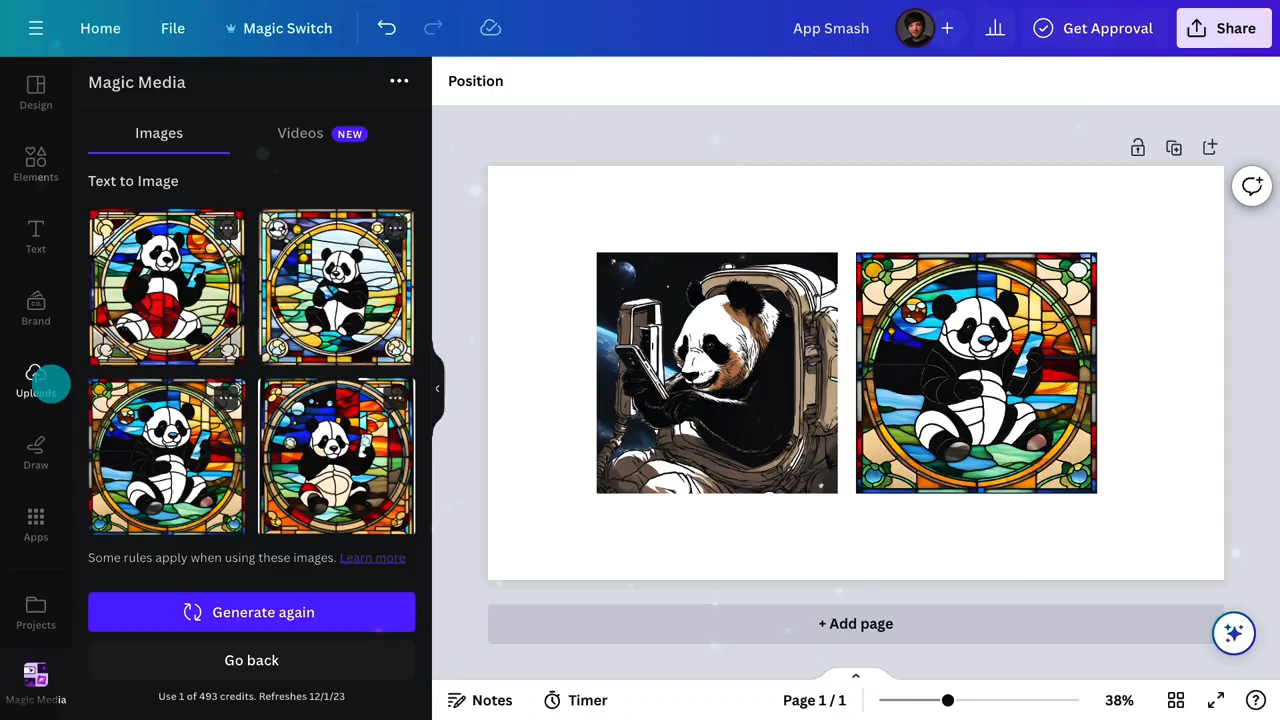 Home
File
Magic Switch
App Smash
Get Approval
Share
Design
Elements
Text
Brand
CO.
Uploads
Draw
Apps
Projects
Magic Media
Magic Media
Images
Videos NEW
Text to Image
Some rules apply when using these images. Learn more
Generate again
Go back
Use 1 of 493 credits. Refreshes 12/1/23
Position
+ Add page
Notes
Timer
Page 1 / 1
38%